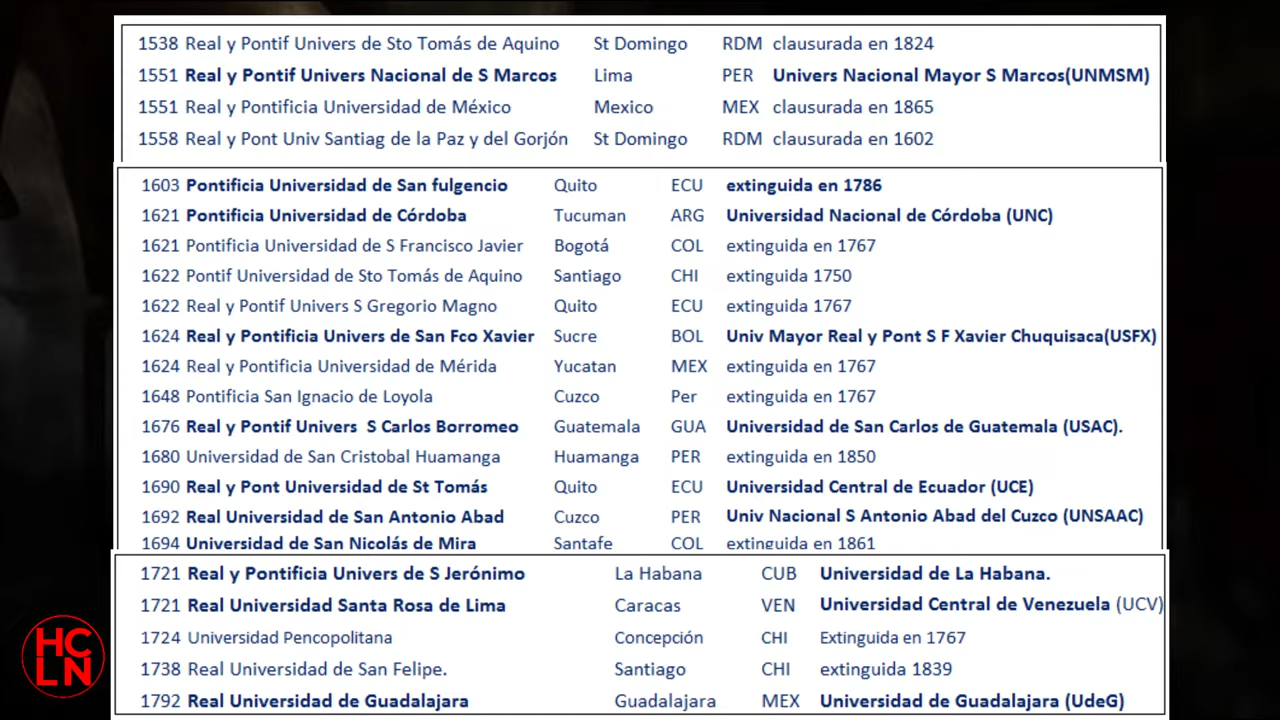 1538 Real y Pontif Univers de Sto Tomás de Aquino St Domingo RDM clausurada en 1824
1551 Real y Pontif Univers Nacional de S Marcos Lima PER Univers Nacional Mayor S Marcos(UNMSM)
1551 Real y Pontificia Universidad de México Mexico MEX clausurada en 1865
1558 Real y Pont Univ Santiag de la Paz y del Gorjón St Domingo RDM clausurada en 1602
1603 Pontificia Universidad de San fulgencio Quito ECU extinguida en 1786
1621 Pontificia Universidad de Córdoba Tucuman ARG Universidad Nacional de Córdoba (UNC)
1621 Pontificia Universidad de S Francisco Javier Bogotá COL extinguida en 1767
1622 Pontif Universidad de Sto Tomás de Aquino Santiago CHI extinguida 1750
1622 Real y Pontif Univers S Gregorio Magno Quito ECU extinguida 1767
1624 Real y Pontificia Univers de San Fco Xavier Sucre BOL Univ Mayor Real y Pont S F Xavier Chuquisaca(USFX)
1624 Real y Pontificia Universidad de Mérida Yucatan MEX extinguida en 1767
1648 Pontificia San Ignacio de Loyola Cuzco Per extinguida en 1767
1676 Real y Pontif Univers S Carlos Borromeo Guatemala GUA Universidad de San Carlos de Guatemala (USAC).
1680 Universidad de San Cristobal Huamanga Huamanga PER extinguida en 1850
1690 Real y Pont Universidad de St Tomás Quito ECU Universidad Central de Ecuador (UCE)
1692 Real Universidad de San Antonio Abad Cuzco PER Univ Nacional S Antonio Abad del Cuzco (UNSAAC)
1694 Universidad de San Nicolás de Mira Santafe COL extinguida en 1861
1721 Real y Pontificia Univers de S Jerónimo La Habana CUB Universidad de La Habana.
1721 Real Universidad Santa Rosa de Lima Caracas VEN Universidad Central de Venezuela (UCV)
1724 Universidad Pencopolitana Concepción CHI Extinguida en 1767
1738 Real Universidad de San Felipe. Santiago CHI extinguida 1839
1792 Real Universidad de Guadalajara Guadalajara MEX Universidad de Guadalajara (UdeG)
HC
LN